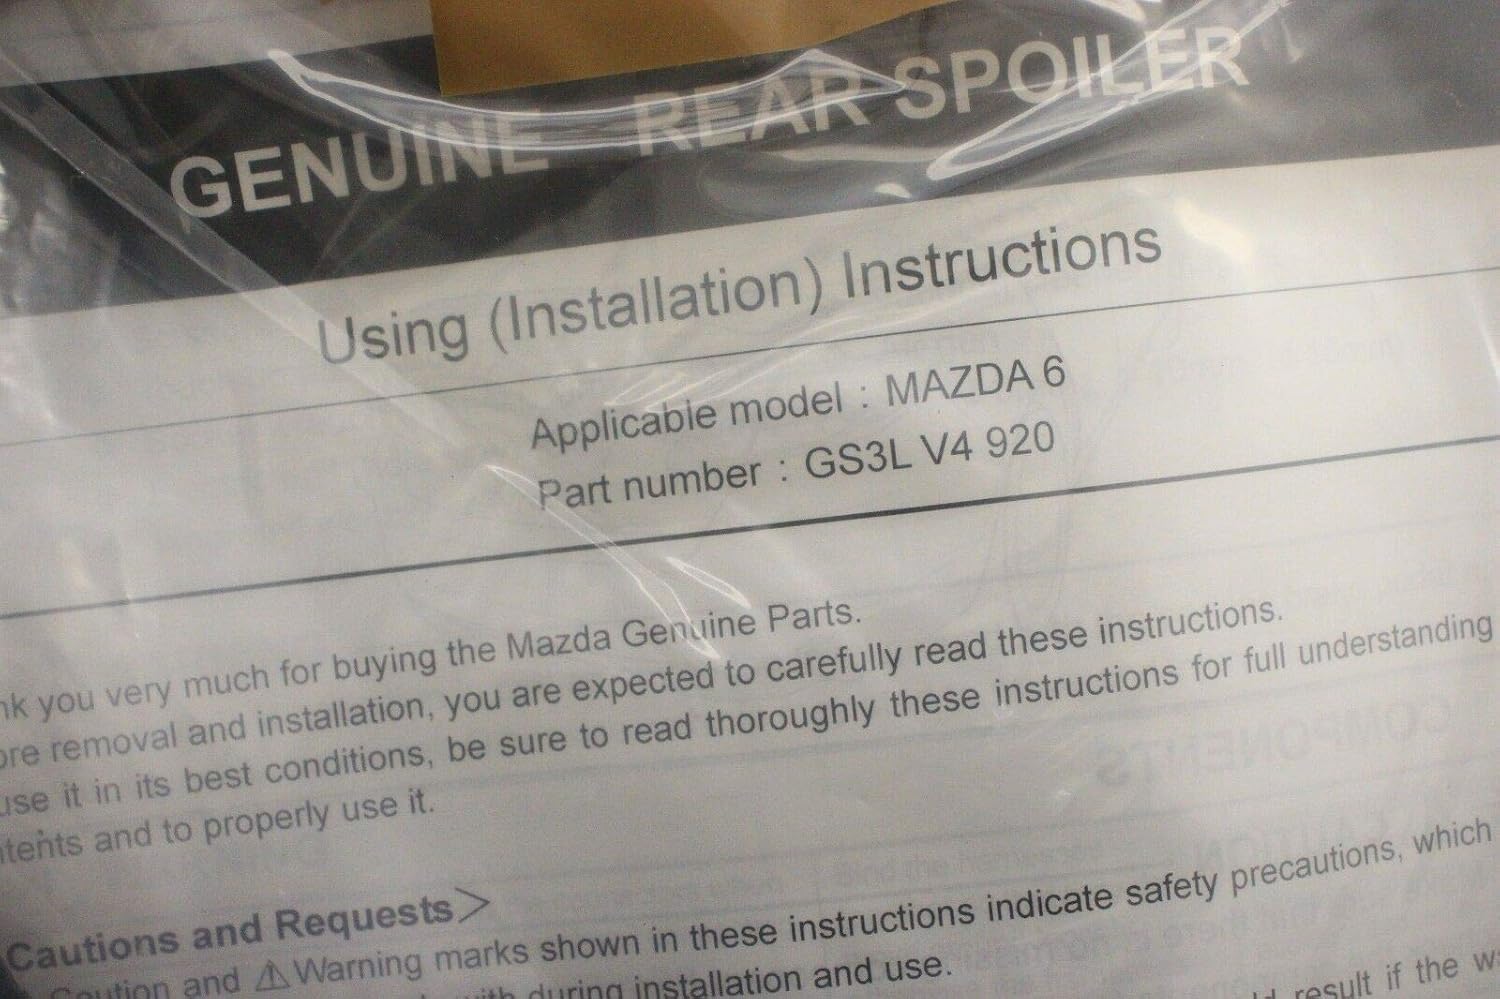 GENUINE REAR SPOILER
Using (Installation) Instructions
Applicable model : MAZDA 6
Part number : GS3L V4 920
nk you very much for buying the Mazda Genuine Parts.
ore removal and installation, you are expected to carefully read these instructions.
use it in its best conditions, be sure to read thoroughly these instructions for full understanding
ntents and to properly use it.
Cautions and Requests>
Caution and ⚠Warning marks shown in these instructions indicate safety precautions, which
with during installation and use.
result if the